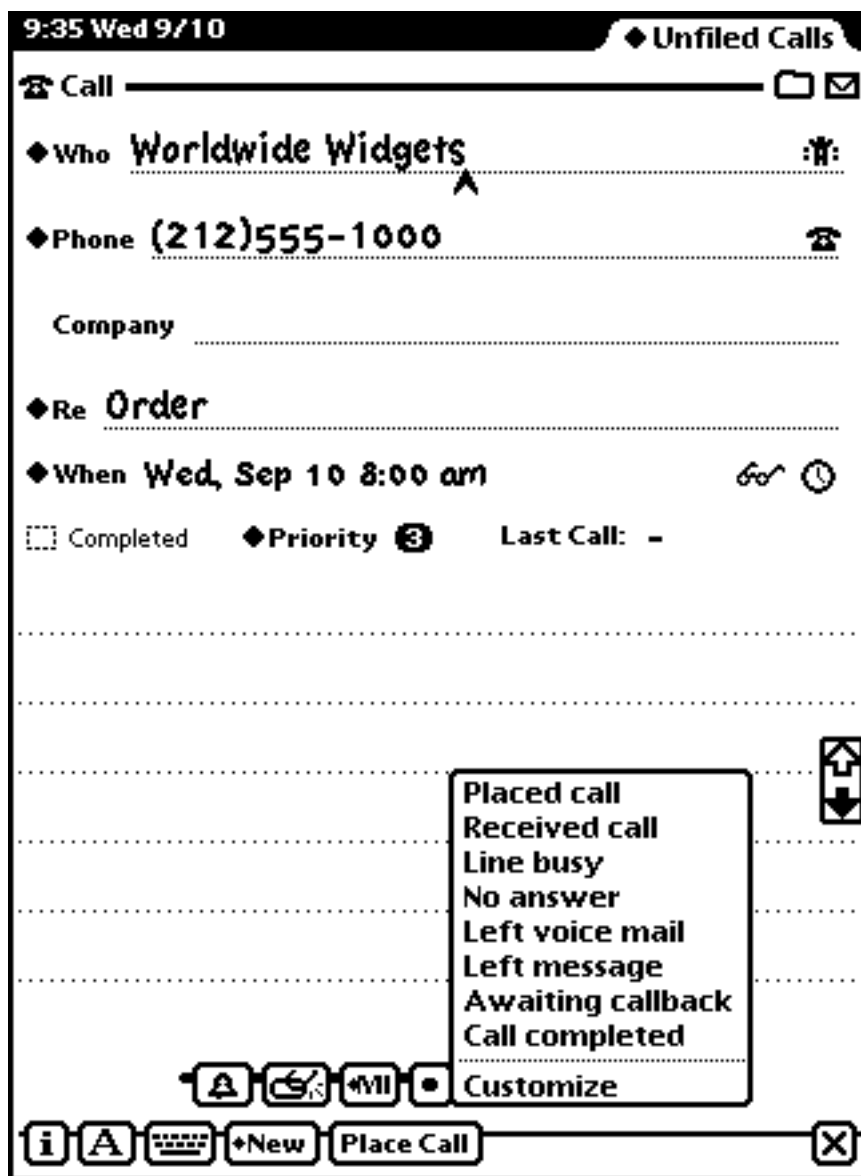 9:35 Wed 9/10
◆Unfiled Calls
Call
◆Who Worldwide Widgets
◆Phone (212)555-1000
Company
◆Re Order
◆When Wed, Sep 10 8:00 am
Completed ◆Priority 3 Last Call: -
Placed call
Received call
Line busy
No answer
Left voice mail
Left message
Awaiting callback
Call completed
Customize
◆MII
i A ◆New Place Call X